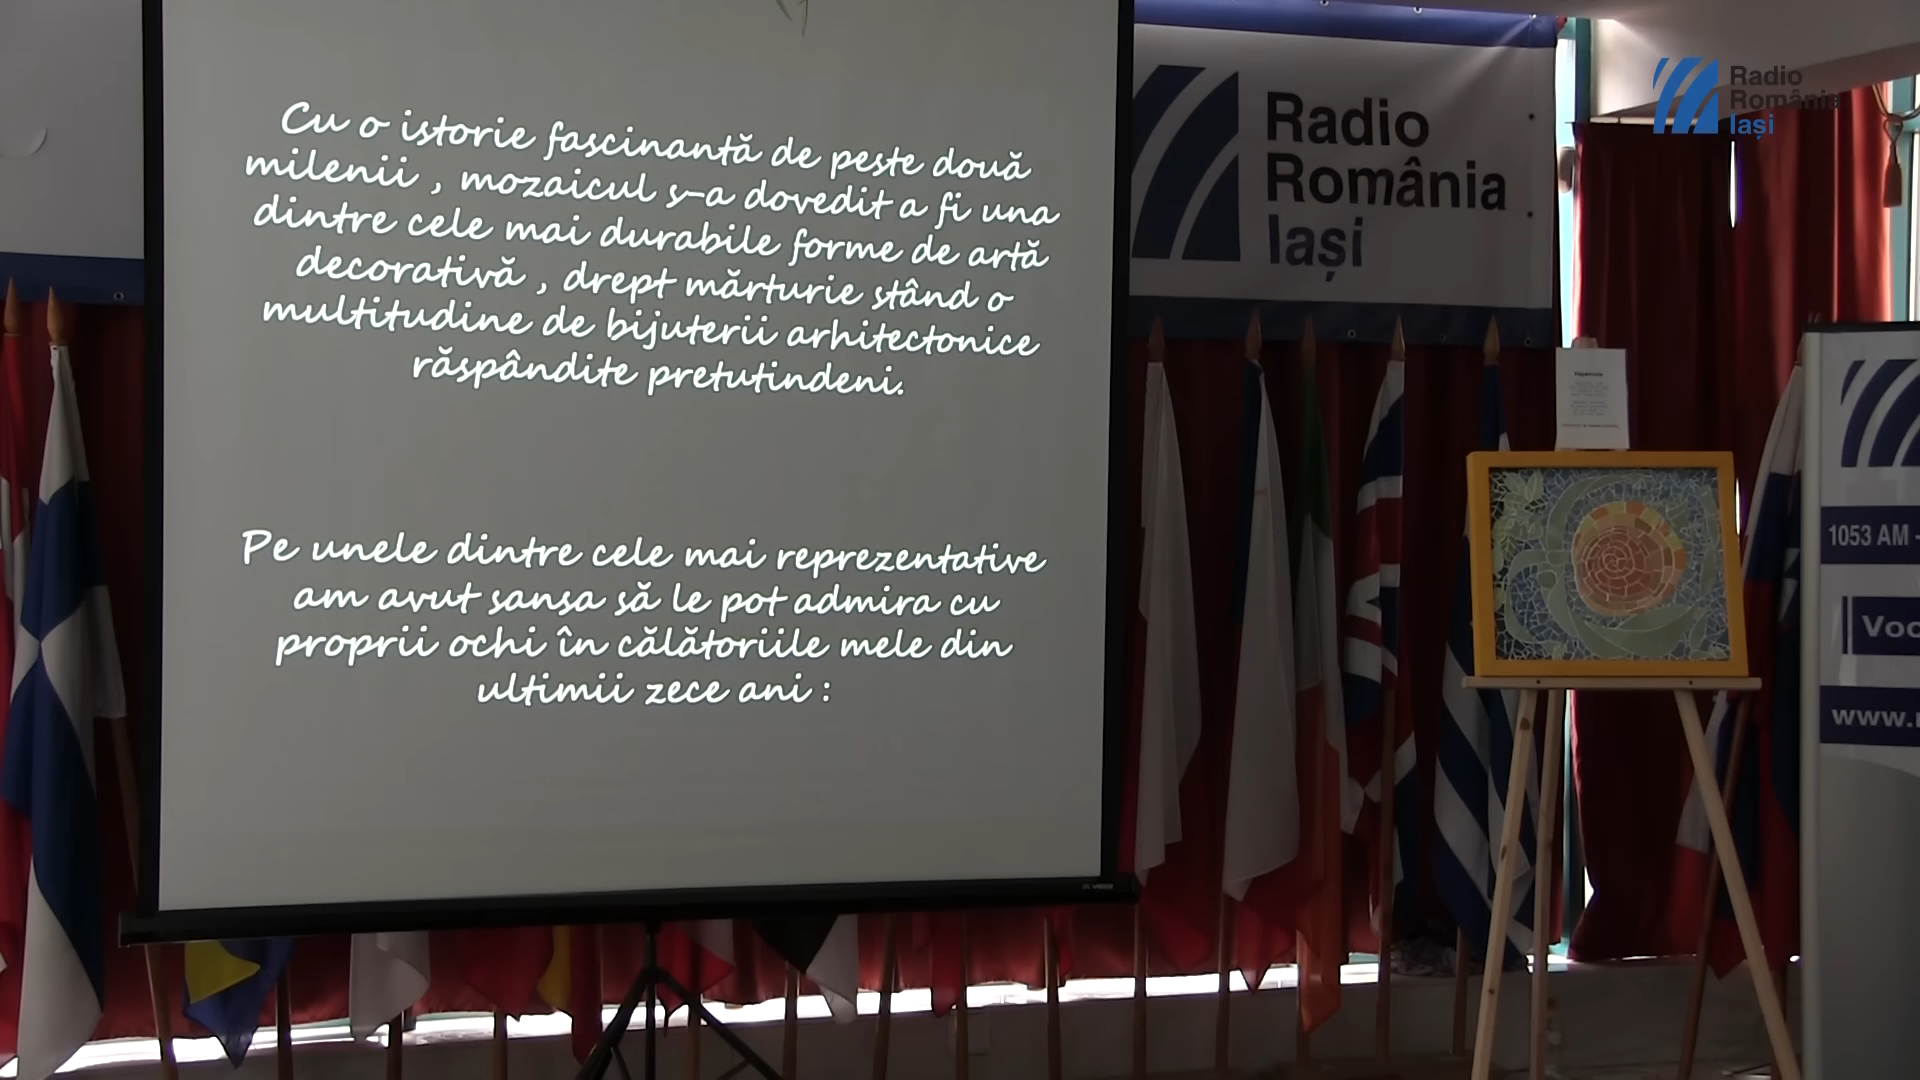 Cu o istorie fascinantă de peste două
milenii , mozaicul s-a dovedit a fi una
dintre cele mai durabile forme de artă
decorativă , drept mărturie stând o
multitudine de bijuterii arhitectonice
răspândite pretutindeni.
Pe unele dintre cele mai reprezentative
am avut sansa să le pot admira cu
proprii ochi în călătoriile mele din
ultimii zece ani :
Radio
România
Iași
Radio
România
Iași
1053 AM -
Voc
www.